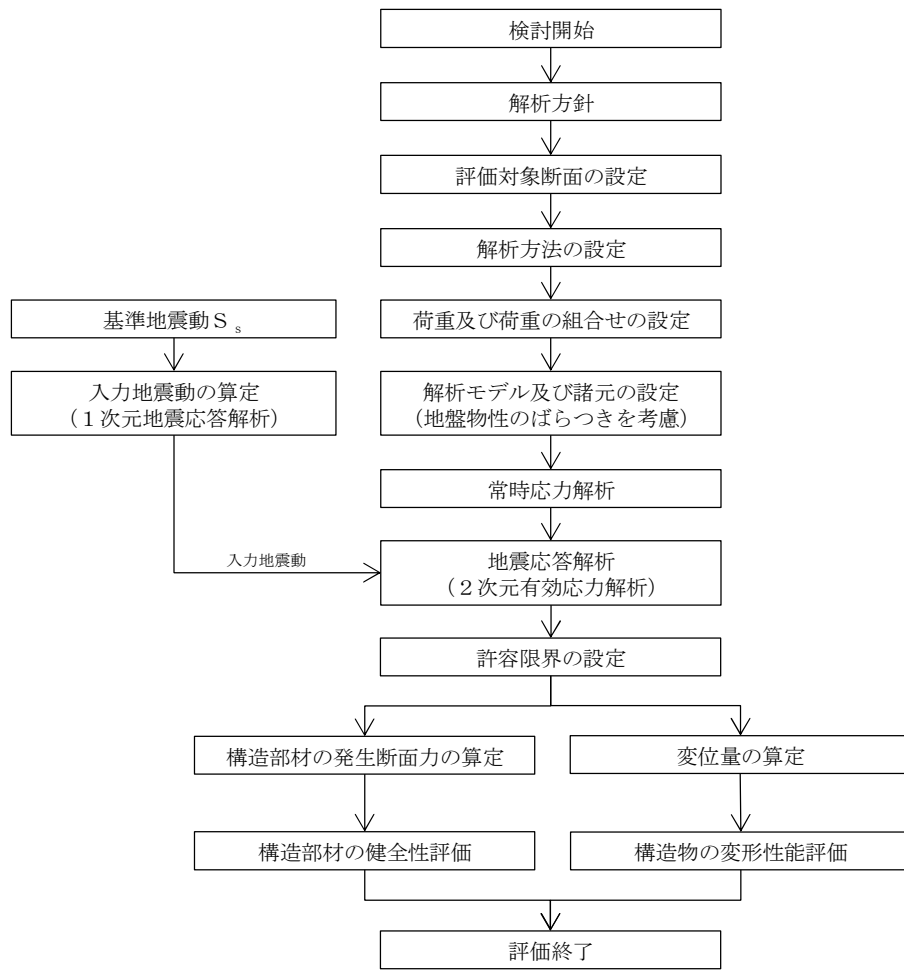 検討開始
解析方針
評価対象断面の設定
解析方法の設定
基準地震動Ｓｓ
荷重及び荷重の組合せの設定
入力地震動の算定
（１次元地震応答解析）
解析モデル及び諸元の設定
（地盤物性のばらつきを考慮）
常時応力解析
入力地震動
地震応答解析
（２次元有効応力解析）
許容限界の設定
構造部材の発生断面力の算定
変位量の算定
構造部材の健全性評価
構造物の変形性能評価
評価終了